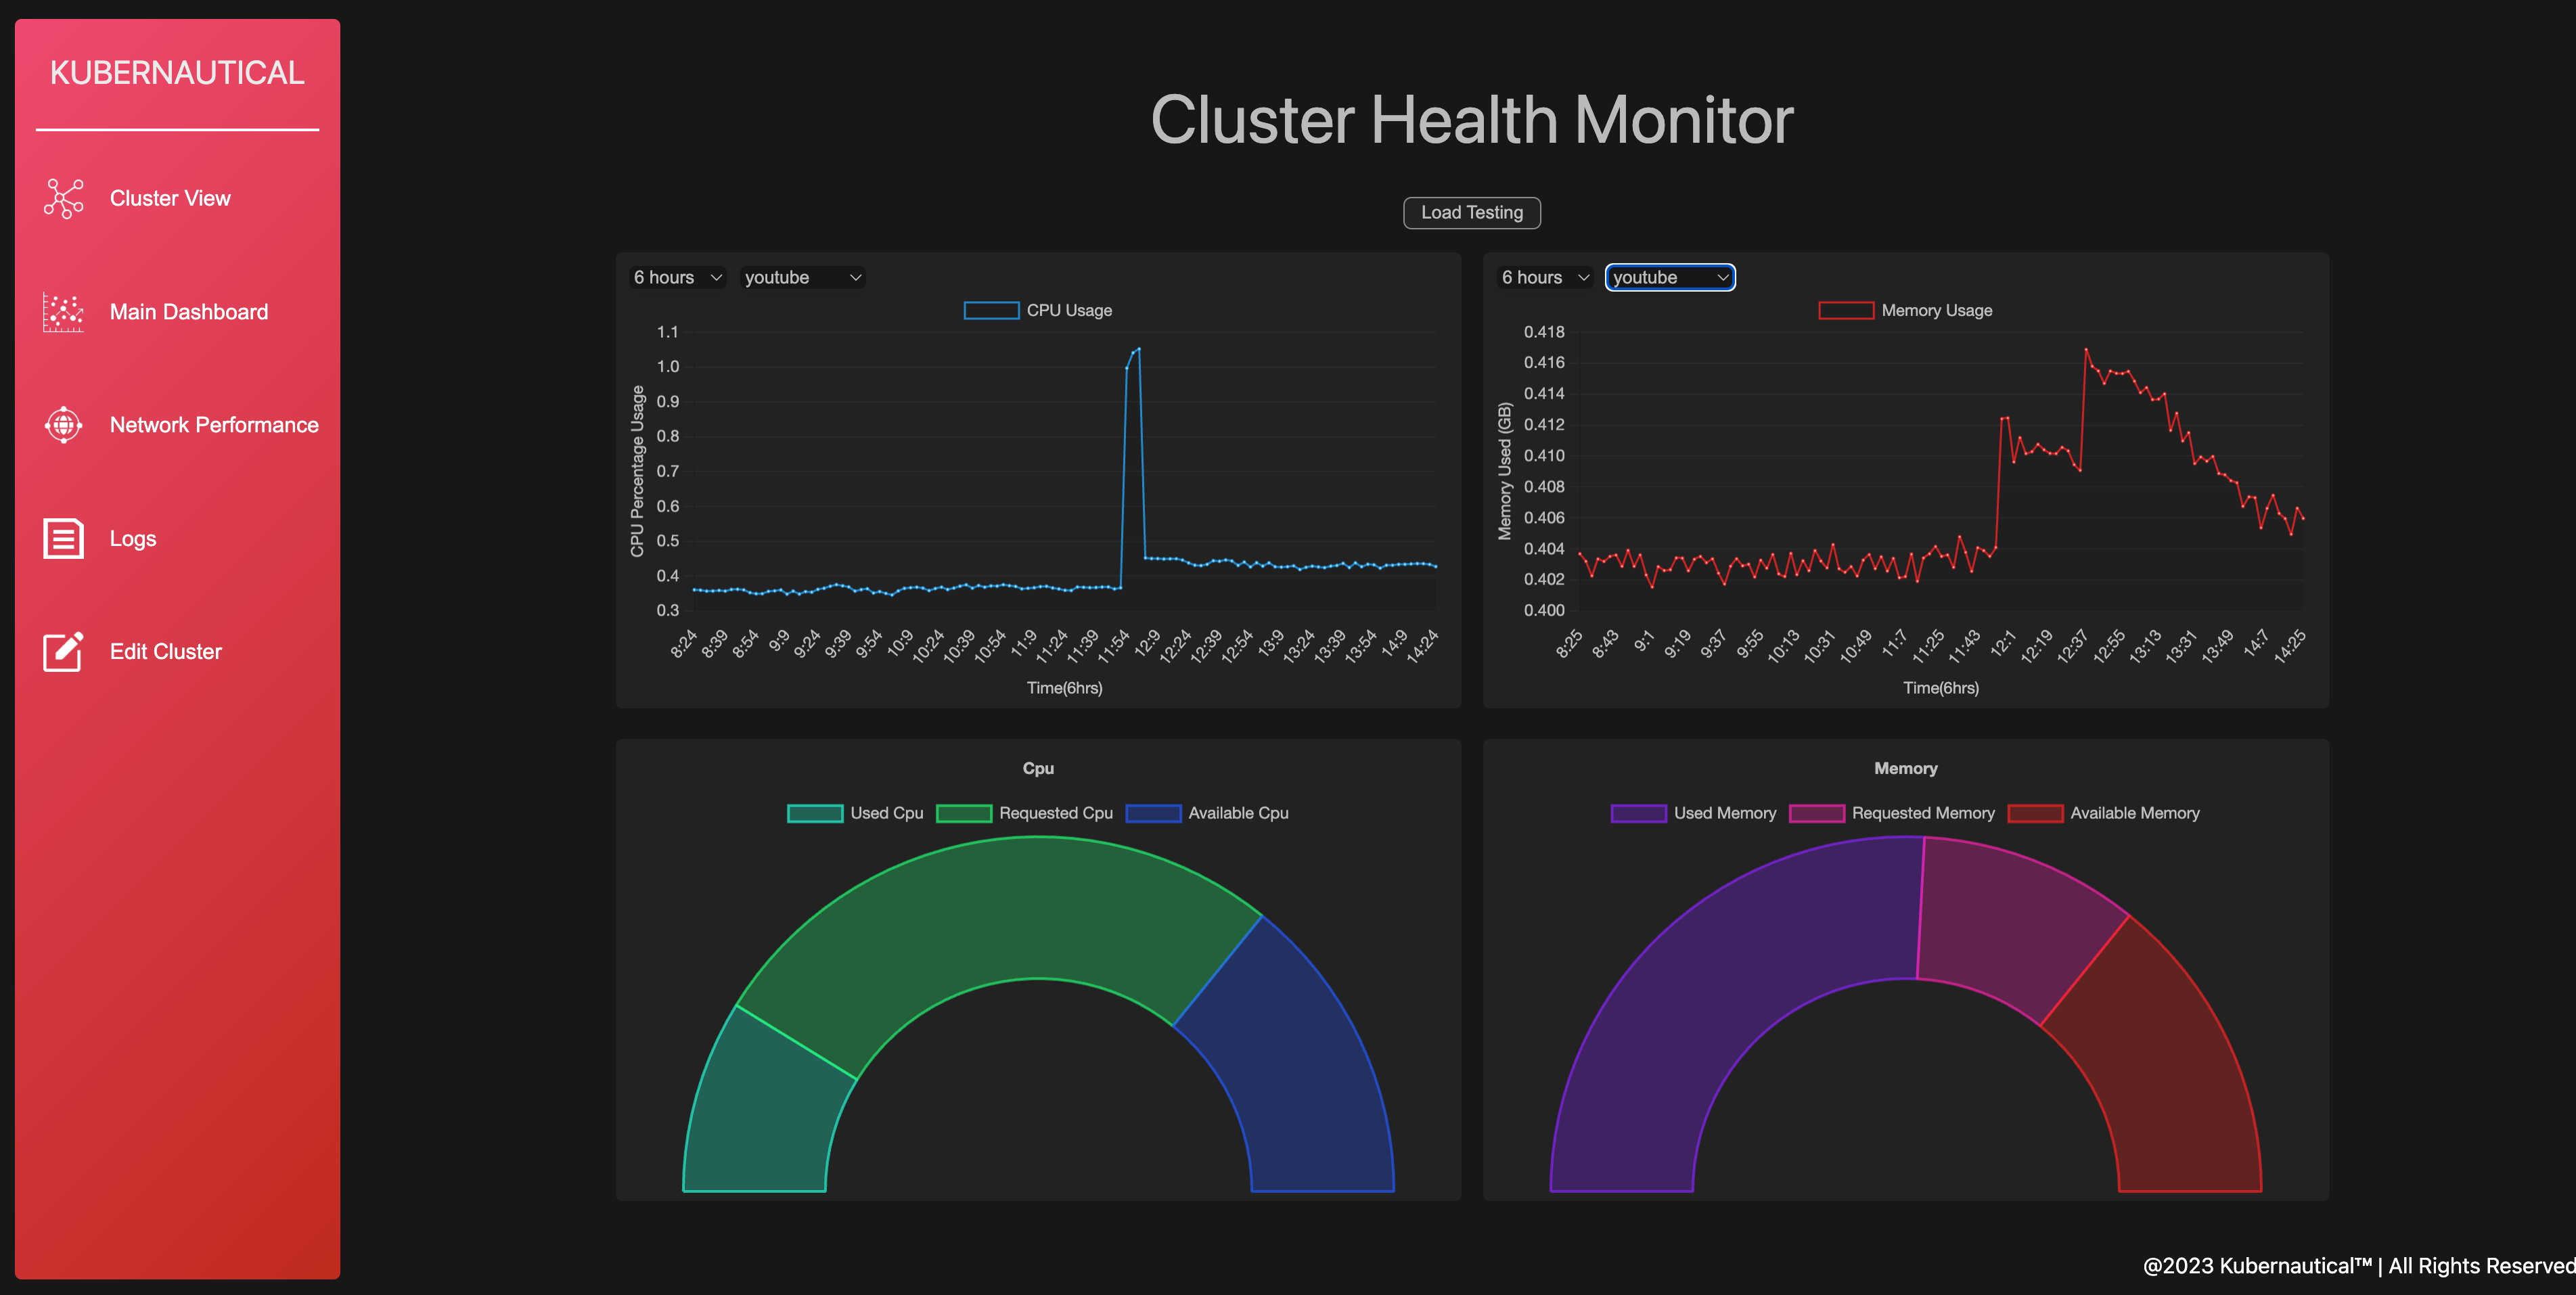 KUBERNAUTICAL
Cluster View
Main Dashboard
Network Performance
Logs
Edit Cluster
Cluster Health Monitor
Load Testing
6 hours youtube
CPU Usage
CPU Percentage Usage
1.1
1.0
0.9
0.8
0.7
0.6
0.5
0.4
0.3
8:24 8:39 8:54 9:9 9:24 9:39 9:54 10:9 10:24 10:39 10:54 11:9 11:24 11:39 11:54 12:9 12:24 12:39 12:54 13:9 13:24 13:39 13:54 14:9 14:24
Time(6hrs)
6 hours youtube
Memory Usage
Memory Used (GB)
0.418
0.416
0.414
0.412
0.410
0.408
0.406
0.404
0.402
0.400
8:25 8:43 9:1 9:19 9:37 9:55 10:13 10:31 10:49 11:7 11:25 11:43 12:1 12:19 12:37 12:55 13:13 13:31 13:49 14:7 14:25
Time(6hrs)
Cpu
Used Cpu Requested Cpu Available Cpu
Memory
Used Memory Requested Memory Available Memory
@2023 Kubernautical™ | All Rights Reserved